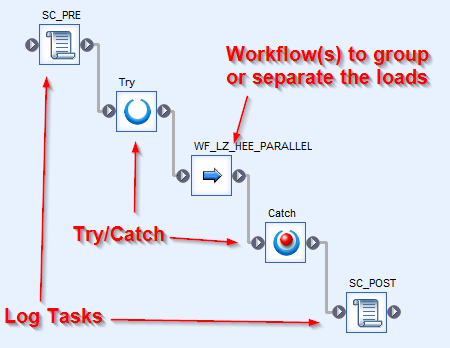 SC_PRE
Workflow(s) to group
or separate the loads
Try
WF_LZ_HEE_PARALLEL
Catch
Try/Catch
SC_POST
Log Tasks